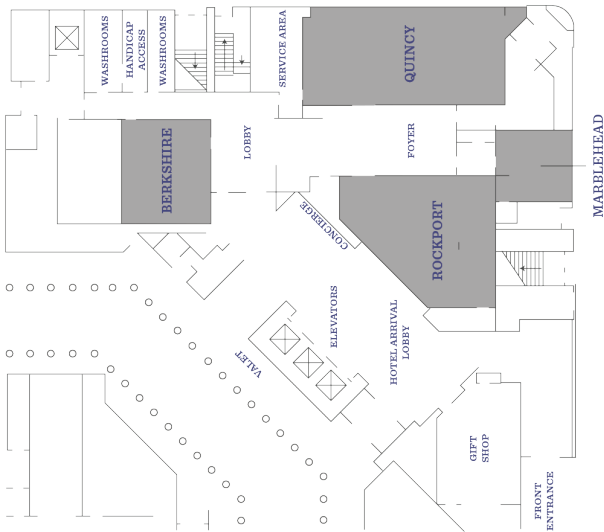 WASHROOMS
HANDICAP
ACCESS
WASHROOMS
SERVICE AREA
QUINCY
BERKSHIRE
LOBBY
FOYER
MARBLEHEAD
CONCIERGE
ROCKPORT
ELEVATORS
HOTEL ARRIVAL
LOBBY
VALET
GIFT
SHOP
FRONT
ENTRANCE